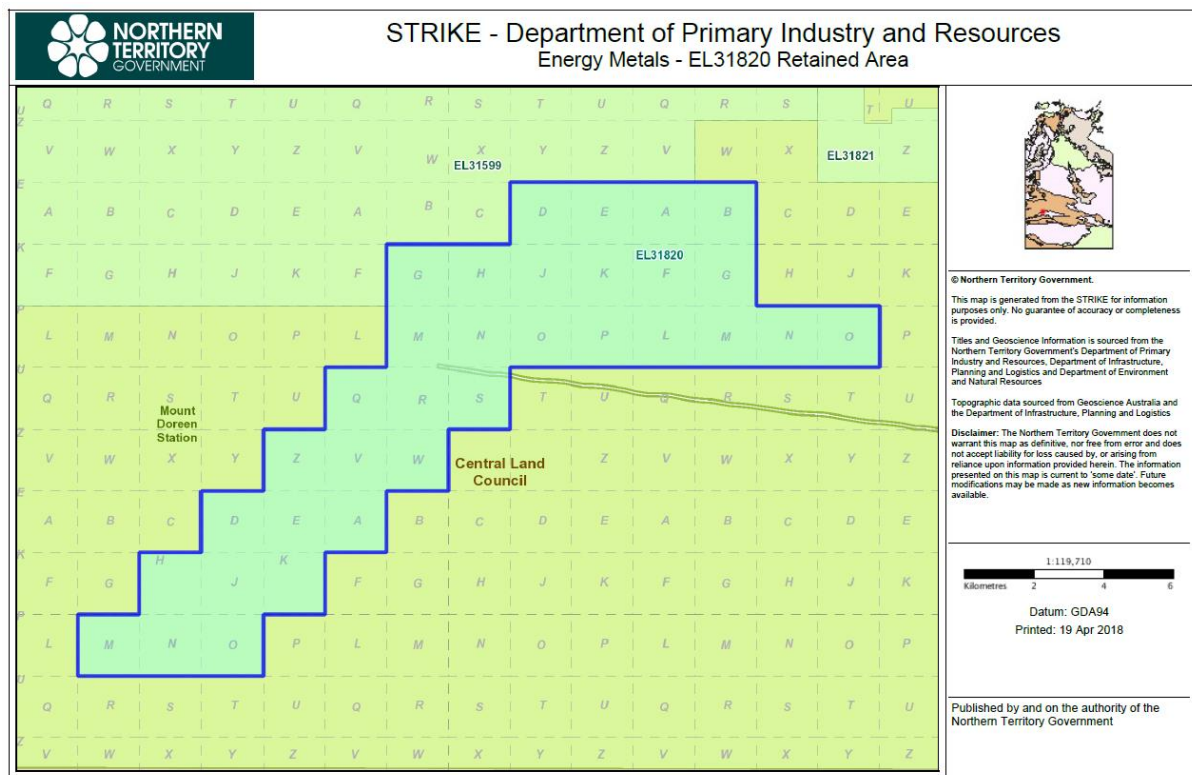 NORTHERN
TERRITORY
GOVERNMENT
STRIKE - Department of Primary Industry and Resources
Energy Metals - EL31820 Retained Area
Q R S T U Q R S T U Q R S T U
U
Z
V W X Y Z V W X Y Z V W X Z
EL31599
EL31821
E
A B C D E A B C D E A B C D E
K
EL31820
F G H J K F G H J K F G H J K
P
L M N O P L M N O P L M N O P
U
Q R S T U Q R S T U Q R S T U
Mount
Doreen
Station
Z
V W X Y Z V W Z V W X Y Z
Central Land
Council
E
A B C D E A B C D E A B C D E
K
F G H J K F G H J K F G H J K
P
L M N O P L M N O P L M N O P
U
Q R S T U Q R S T U Q R S T U
Z
V W X Y Z V W X Y Z V W X Y Z
© Northern Territory Government.
This map is generated from the STRIKE for information
purposes only. No guarantee of accuracy or completeness
is provided.
Titles and Geoscience Information is sourced from the
Northern Territory Government's Department of Primary
Industry and Resources, Department of Infrastructure,
Planning and Logistics and Department of Environment
and Natural Resources
Topographic data sourced from Geoscience Australia and
the Department of Infrastructure, Planning and Logistics
Disclaimer: The Northern Territory Government does not
warrant this map as definitive, nor free from error and does
not accept liability for loss caused by, or arising from
reliance upon information provided herein. The information
presented on this map is current to 'some date'. Future
modifications may be made as new information becomes
available.
1:119,710
Kilometres 2 4 6
Datum: GDA94
Printed: 19 Apr 2018
Published by and on the authority of the
Northern Territory Government